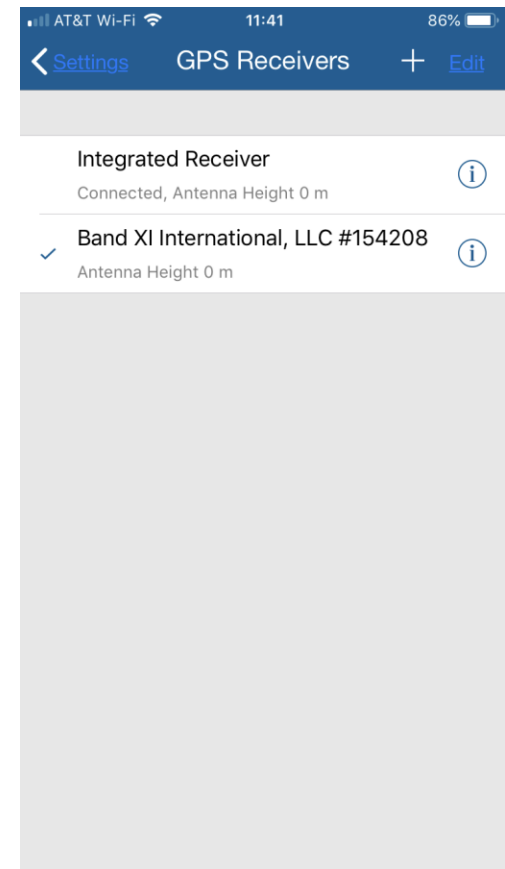 AT&T Wi-Fi 11:41 86%
Settings GPS Receivers + Edit
Integrated Receiver
Connected, Antenna Height 0 m
Band XI International, LLC #154208
Antenna Height 0 m